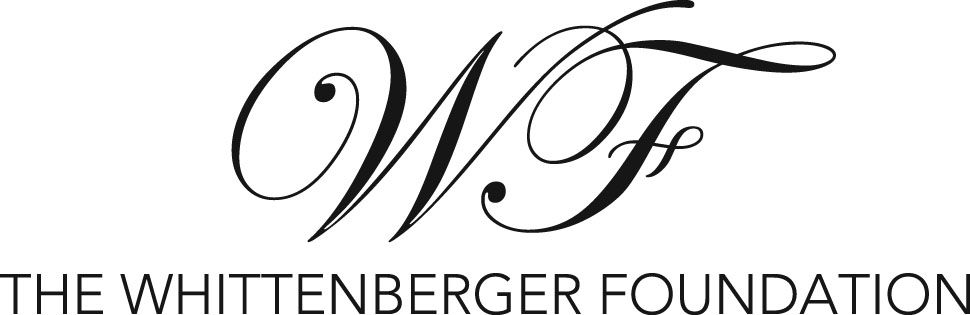 WF
THE WHITTENBERGER FOUNDATION